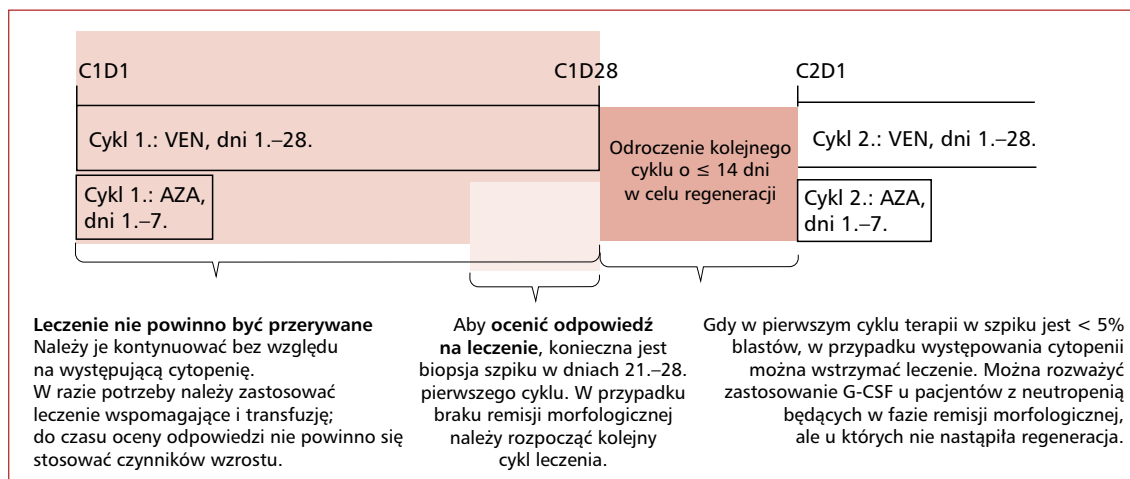 C1D1
C1D28
C2D1
Cykl 1.: VEN, dni 1.–28.
Odroczenie kolejnego
cyklu o ≤ 14 dni
w celu regeneracji
Cykl 2.: VEN, dni 1.–28.
Cykl 1.: AZA,
dni 1.–7.
Cykl 2.: AZA,
dni 1.–7.
Leczenie nie powinno być przerywane
Należy je kontynuować bez względu
na występującą cytopenię.
W razie potrzeby należy zastosować
leczenie wspomagające i transfuzję;
do czasu oceny odpowiedzi nie powinno się
stosować czynników wzrostu.
Aby ocenić odpowiedź
na leczenie, konieczna jest
biopsja szpiku w dniach 21.–28.
pierwszego cyklu. W przypadku
braku remisji morfologicznej
należy rozpocząć kolejny
cykl leczenia.
Gdy w pierwszym cyklu terapii w szpiku jest < 5%
blastów, w przypadku występowania cytopenii
można wstrzymać leczenie. Można rozważyć
zastosowanie G-CSF u pacjentów z neutropenią
będących w fazie remisji morfologicznej,
ale u których nie nastąpiła regeneracja.